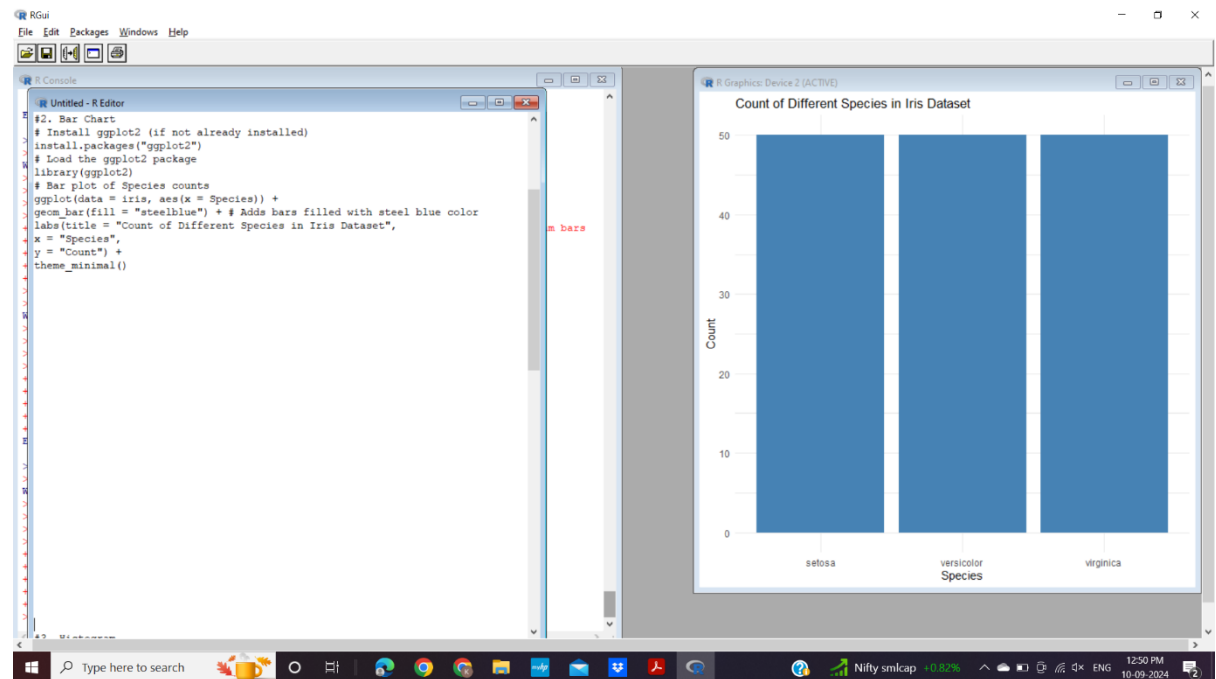 RGui
File Edit Packages Windows Help
R Console
Untitled - R Editor
#2. Bar Chart
# Install ggplot2 (if not already installed)
install.packages("ggplot2")
# Load the ggplot2 package
library(ggplot2)
# Bar plot of Species counts
ggplot(data = iris, aes(x = Species)) +
geom_bar(fill = "steelblue") + # Adds bars filled with steel blue color
labs(title = "Count of Different Species in Iris Dataset",
x = "Species",
y = "Count") +
theme_minimal()
bars
R Graphics: Device 2 (ACTIVE)
Count of Different Species in Iris Dataset
50
40
30
20
10
0
Count
setosa versicolor virginica
Species
Type here to search
Nifty smlcap +0.82%
ENG
12:50 PM
10-09-2024
2